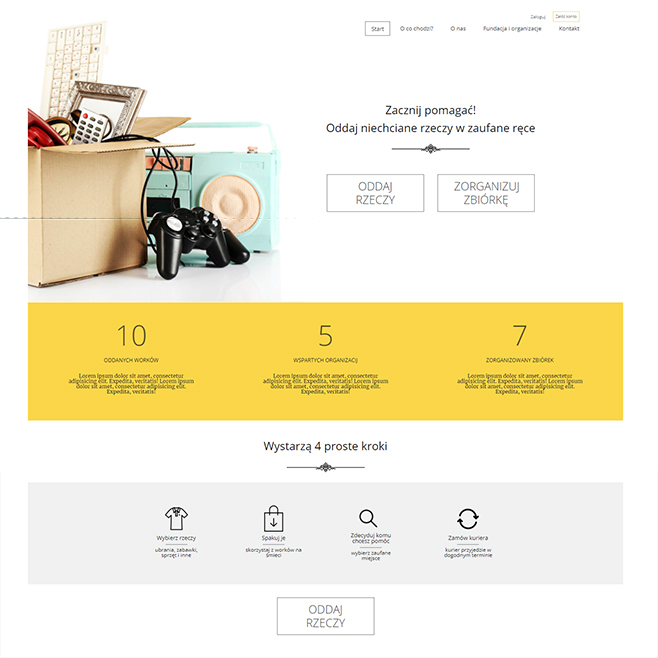 Zaloguj Załóż konto
Start O co chodzi? O nas Fundacja i organizacje Kontakt
Zacznij pomagać!
Oddaj niechciane rzeczy w zaufane ręce
ODDAJ
RZECZY
ZORGANIZUJ
ZBIÓRKĘ
10
ODDANYCH WORKÓW
Lorem ipsum dolor sit amet, consectetur
adipisicing elit. Expedita, veritatis! Lorem ipsum
dolor sit amet, consectetur adipisicing elit.
Expedita, veritatis!
5
WSPARTYCH ORGANIZACJI
Lorem ipsum dolor sit amet, consectetur
adipisicing elit. Expedita, veritatis! Lorem ipsum
dolor sit amet, consectetur adipisicing elit.
Expedita, veritatis!
7
ZORGANIZOWANY ZBIÓREK
Lorem ipsum dolor sit amet, consectetur
adipisicing elit. Expedita, veritatis! Lorem ipsum
dolor sit amet, consectetur adipisicing elit.
Expedita, veritatis!
Wystarzą 4 proste kroki
Wybierz rzeczy
ubrania, zabawki,
sprzęt i inne
Spakuj je
skorzystaj z worków na
śmieci
Zdecyduj komu
chcesz pomóc
wybierz zaufane
miejsce
Zamów kuriera
kurier przyjedzie w
dogodnym terminie
ODDAJ
RZECZY